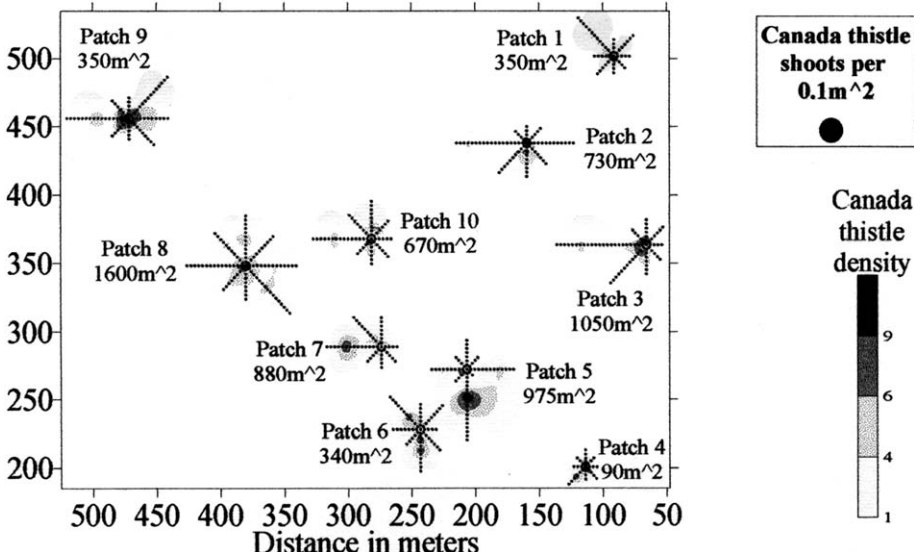 Patch 9
350m^2
Patch 1
350m^2
Patch 2
730m^2
Patch 10
670m^2
Patch 8
1600m^2
Patch 3
1050m^2
Patch 7
880m^2
Patch 5
975m^2
Patch 6
340m^2
Patch 4
90m^2
500
450
400
350
300
250
200
500 450 400 350 300 250 200 150 100 50
Distance in meters
Canada thistle
shoots per
0.1m^2
Canada
thistle
density
9
6
4
1